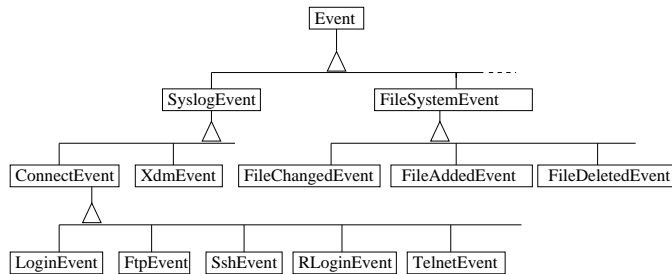 Event
SyslogEvent FileSystemEvent
ConnectEvent XdmEvent FileChangedEvent FileAddedEvent FileDeletedEvent
LoginEvent FtpEvent SshEvent RLoginEvent TelnetEvent